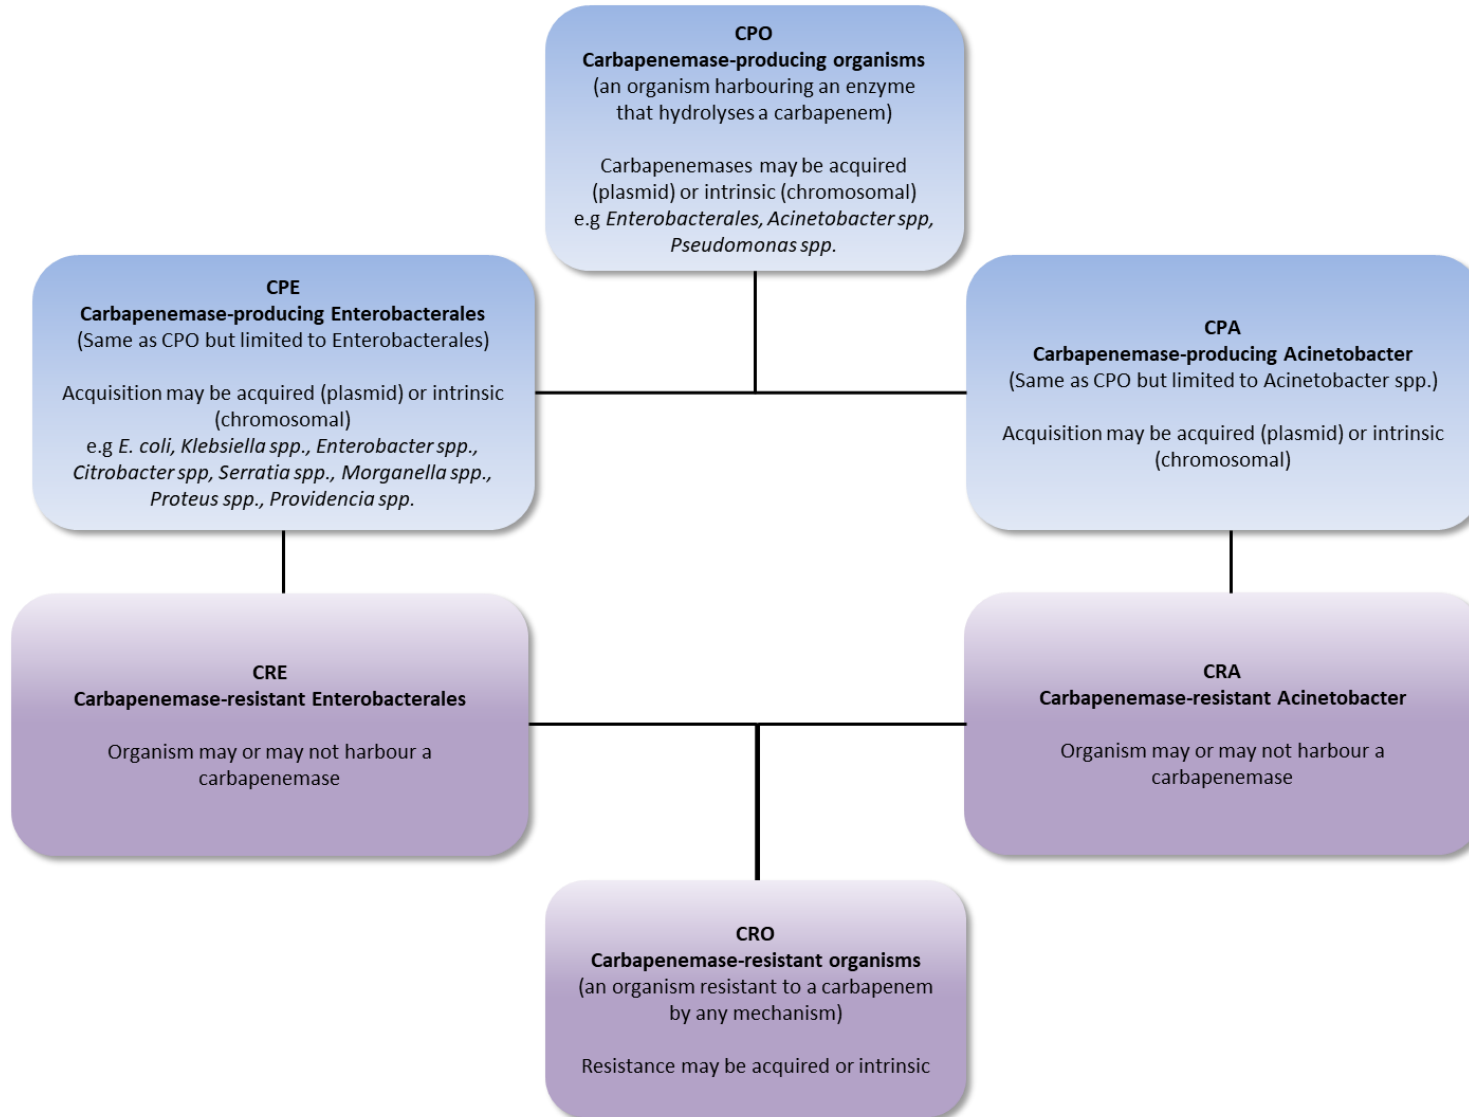 CPO
Carbapenemase-producing organisms
(an organism harbouring an enzyme
that hydrolyses a carbapenem)
Carbapenemases may be acquired
(plasmid) or intrinsic (chromosomal)
e.g Enterobacterales, Acinetobacter spp,
Pseudomonas spp.
CPE
Carbapenemase-producing Enterobacterales
(Same as CPO but limited to Enterobacterales)
Acquisition may be acquired (plasmid) or intrinsic
(chromosomal)
e.g E. coli, Klebsiella spp., Enterobacter spp.,
Citrobacter spp, Serratia spp., Morganella spp.,
Proteus spp., Providencia spp.
CPA
Carbapenemase-producing Acinetobacter
(Same as CPO but limited to Acinetobacter spp.)
Acquisition may be acquired (plasmid) or intrinsic
(chromosomal)
CRE
Carbapenemase-resistant Enterobacterales
Organism may or may not harbour a
carbapenemase
CRA
Carbapenemase-resistant Acinetobacter
Organism may or may not harbour a
carbapenemase
CRO
Carbapenemase-resistant organisms
(an organism resistant to a carbapenem
by any mechanism)
Resistance may be acquired or intrinsic